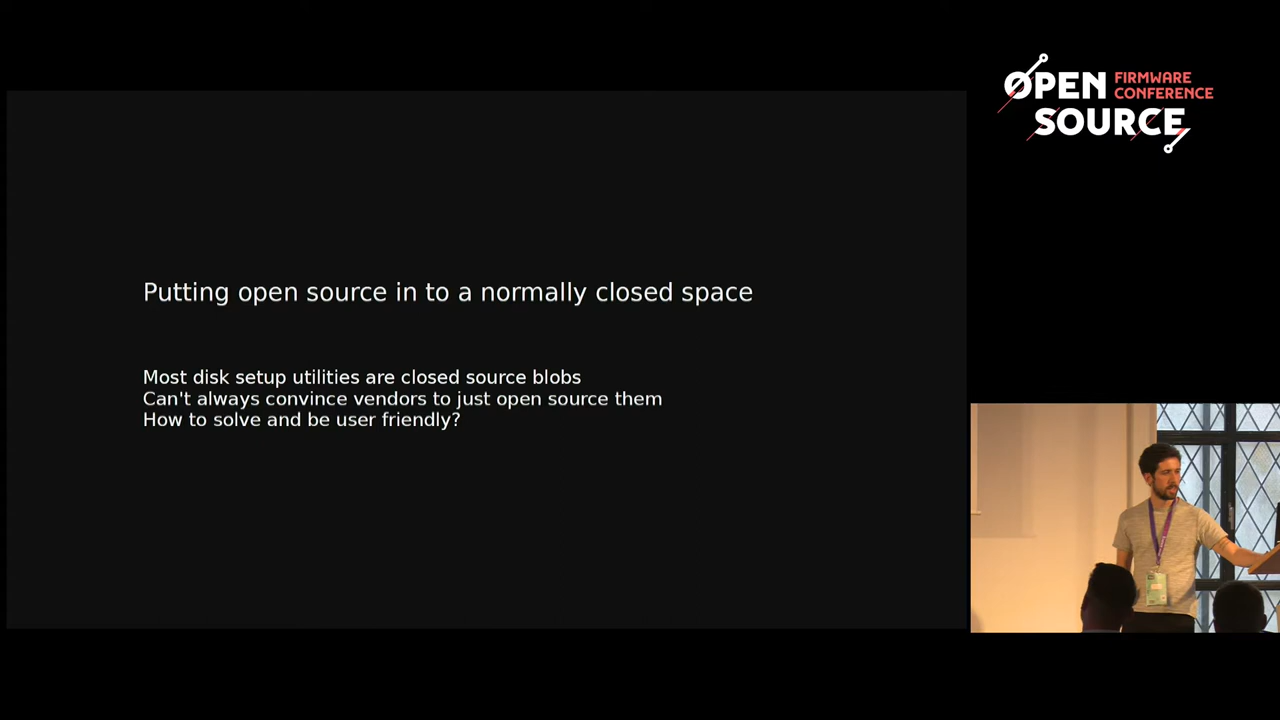 OPEN FIRMWARE
CONFERENCE
SOURCE
Putting open source in to a normally closed space
Most disk setup utilities are closed source blobs
Can't always convince vendors to just open source them
How to solve and be user friendly?